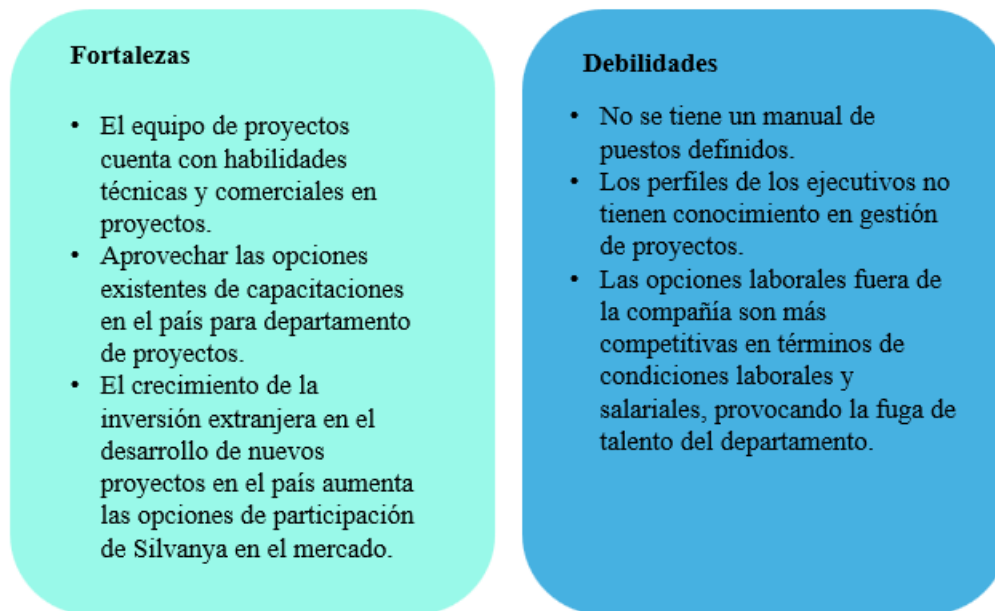 Fortalezas
• El equipo de proyectos
cuenta con habilidades
técnicas y comerciales en
proyectos.
• Aprovechar las opciones
existentes de capacitaciones
en el país para departamento
de proyectos.
• El crecimiento de la
inversión extranjera en el
desarrollo de nuevos
proyectos en el país aumenta
las opciones de participación
de Silvanya en el mercado.
Debilidades
• No se tiene un manual de
puestos definidos.
• Los perfiles de los ejecutivos no
tienen conocimiento en gestión
de proyectos.
• Las opciones laborales fuera de
la compañía son más
competitivas en términos de
condiciones laborales y
salariales, provocando la fuga de
talento del departamento.